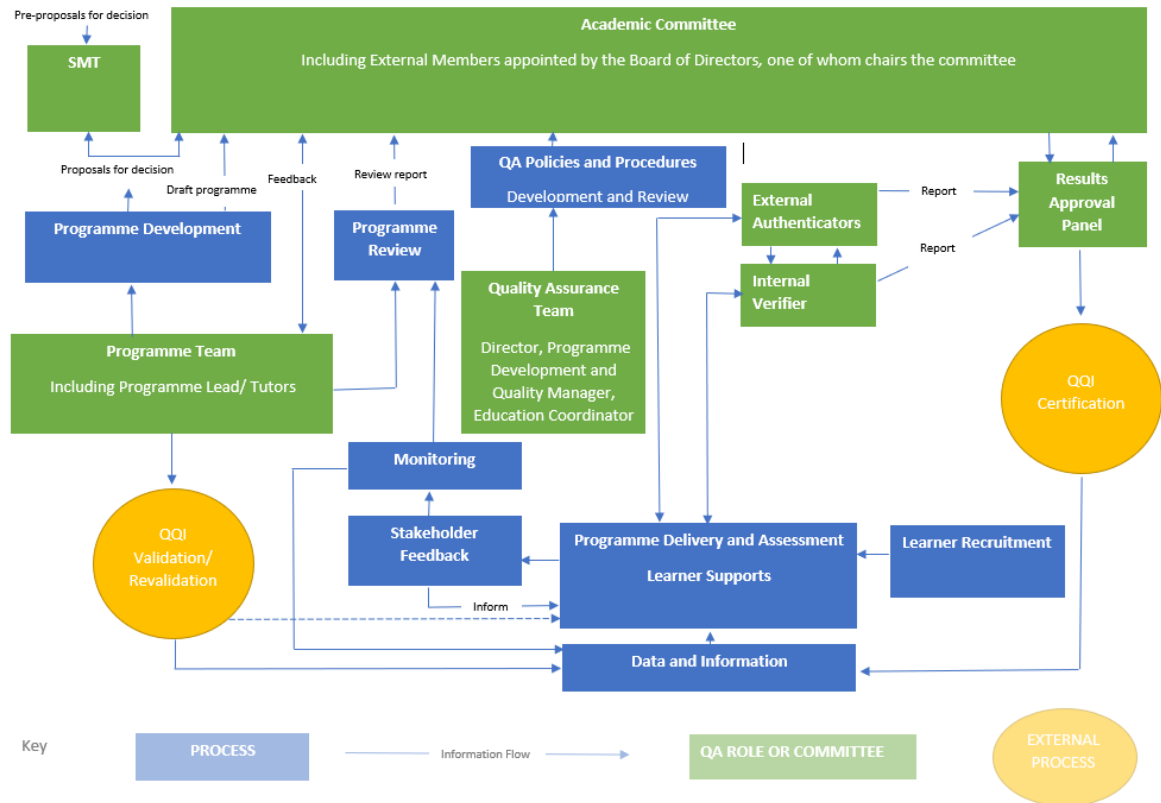 Pre-proposals for decision
Academic Committee
Including External Members appointed by the Board of Directors, one of whom chairs the committee
SMT
Proposals for decision
Draft programme
Feedback
Review report
QA Policies and Procedures
Development and Review
External
Authenticators
Report
Results
Approval
Panel
Programme Development
Programme
Review
Report
Internal
Verifier
Quality Assurance
Team
Director, Programme
Development and
Quality Manager,
Education Coordinator
Programme Team
Including Programme Lead/ Tutors
QQI
Certification
Monitoring
QQI
Validation/
Revalidation
Stakeholder
Feedback
Programme Delivery and Assessment
Learner Supports
Learner Recruitment
Inform
Data and Information
Key
PROCESS
Information Flow
QA ROLE OR COMMITTEE
EXTERNAL
PROCESS